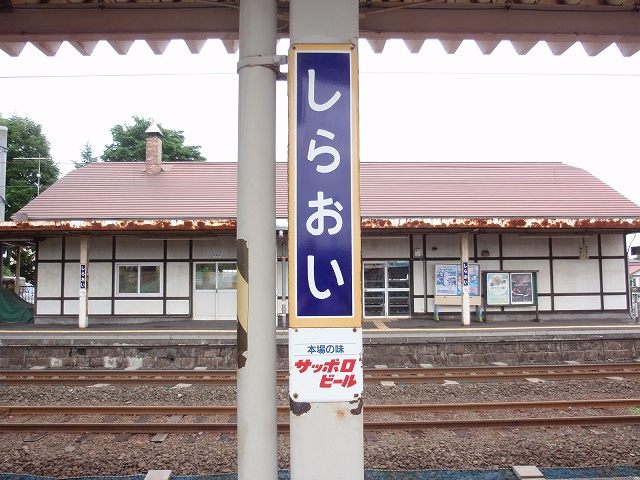 しらおい
本場の味
サッポロ
ビール